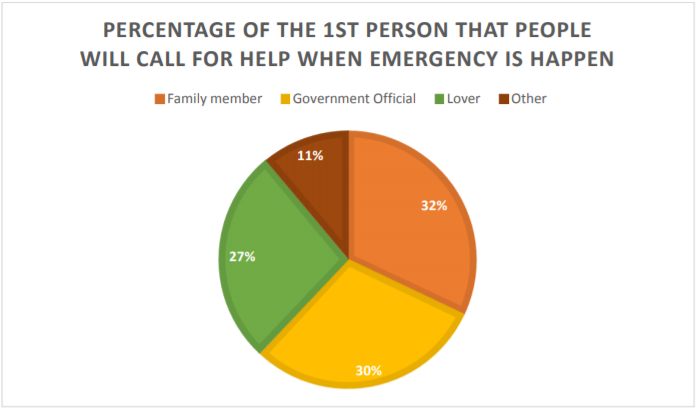 PERCENTAGE OF THE 1ST PERSON THAT PEOPLE
WILL CALL FOR HELP WHEN EMERGENCY IS HAPPEN
Family member Government Official Lover Other
11%
32%
27%
30%